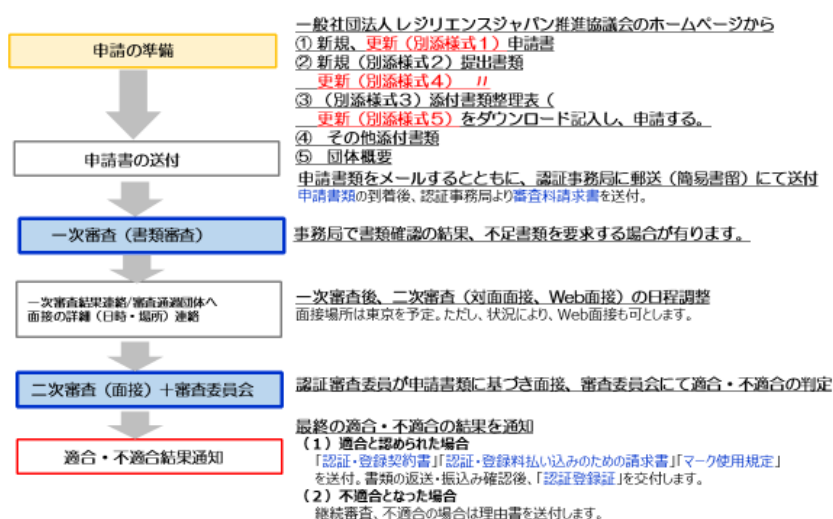 申請の準備
一般社団法人レジリエンスジャパン推進協議会のホームページから
① 新規、更新（別添様式１）申請書
② 新規（別添様式２）提出書類
更新（別添様式４）　〃
③ （別添様式３）添付書類整理表（
更新（別添様式５）をダウンロード記入し、申請する。
④　その他添付書類
⑤　団体概要
申請書の送付
申請書類をメールするとともに、認証事務局に郵送（簡易書留）にて送付
申請書類の到着後、認証事務局より審査料請求書を送付。
一次審査（書類審査）
事務局で書類確認の結果、不足書類を要求する場合が有ります。
一次審査結果連絡/審査通過団体へ
面接の詳細（日時・場所）連絡
一次審査後、二次審査（対面面接、Web面接）の日程調整
面接場所は東京を予定。ただし、状況により、Web面接も可とします。
二次審査（面接）＋審査委員会
認証審査委員が申請書類に基づき面接、審査委員会にて適合・不適合の判定
適合・不適合結果通知
最終の適合・不適合の結果を通知
（１）適合と認められた場合
「認証・登録契約書」「認証・登録料払い込みのための請求書」「マーク使用規定」
を送付。書類の返送・振込み確認後、「認証登録証」を交付します。
（２）不適合となった場合
継続審査、不適合の場合は理由書を送付します。